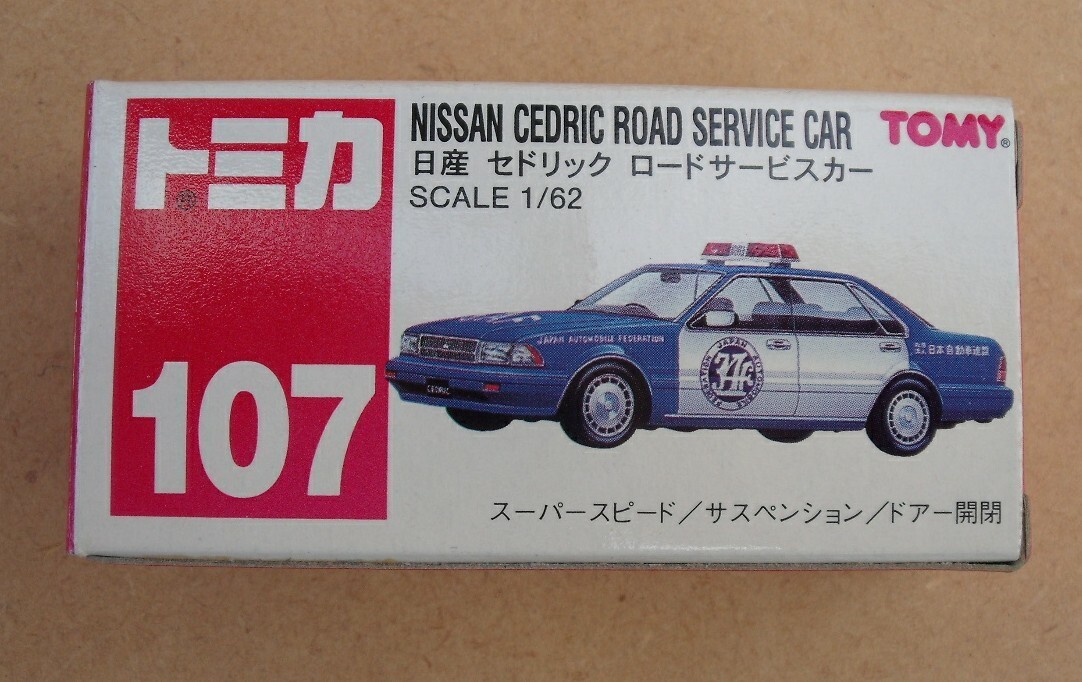 トミカ
107
NISSAN CEDRIC ROAD SERVICE CAR
TOMY®
日産 セドリック ロードサービスカー
SCALE 1/62
JAPAN AUTOMOBILE FEDERATION
CEDRIC
JAF
日本自動車連盟
スーパースピード/サスペンション/ドアー開閉